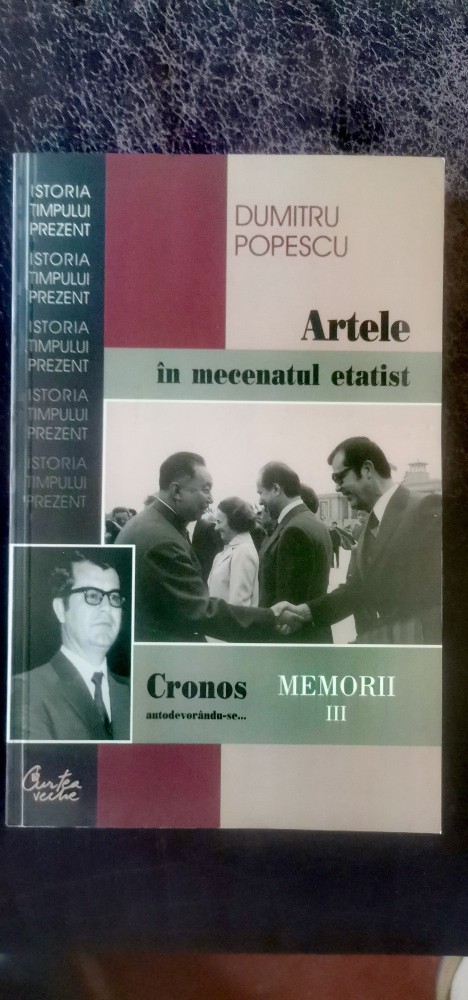 ISTORIA
TIMPULUI
PREZENT
ISTORIA
TIMPULUI
PREZENT
ISTORIA
TIMPULUI
PREZENT
ISTORIA
TIMPULUI
PREZENT
ISTORIA
TIMPULUI
PREZENT
DUMITRU
POPESCU
Artele
în mecenatul etatist
Cronos
autodevorându-se...
MEMORII
III
Curtea
veche